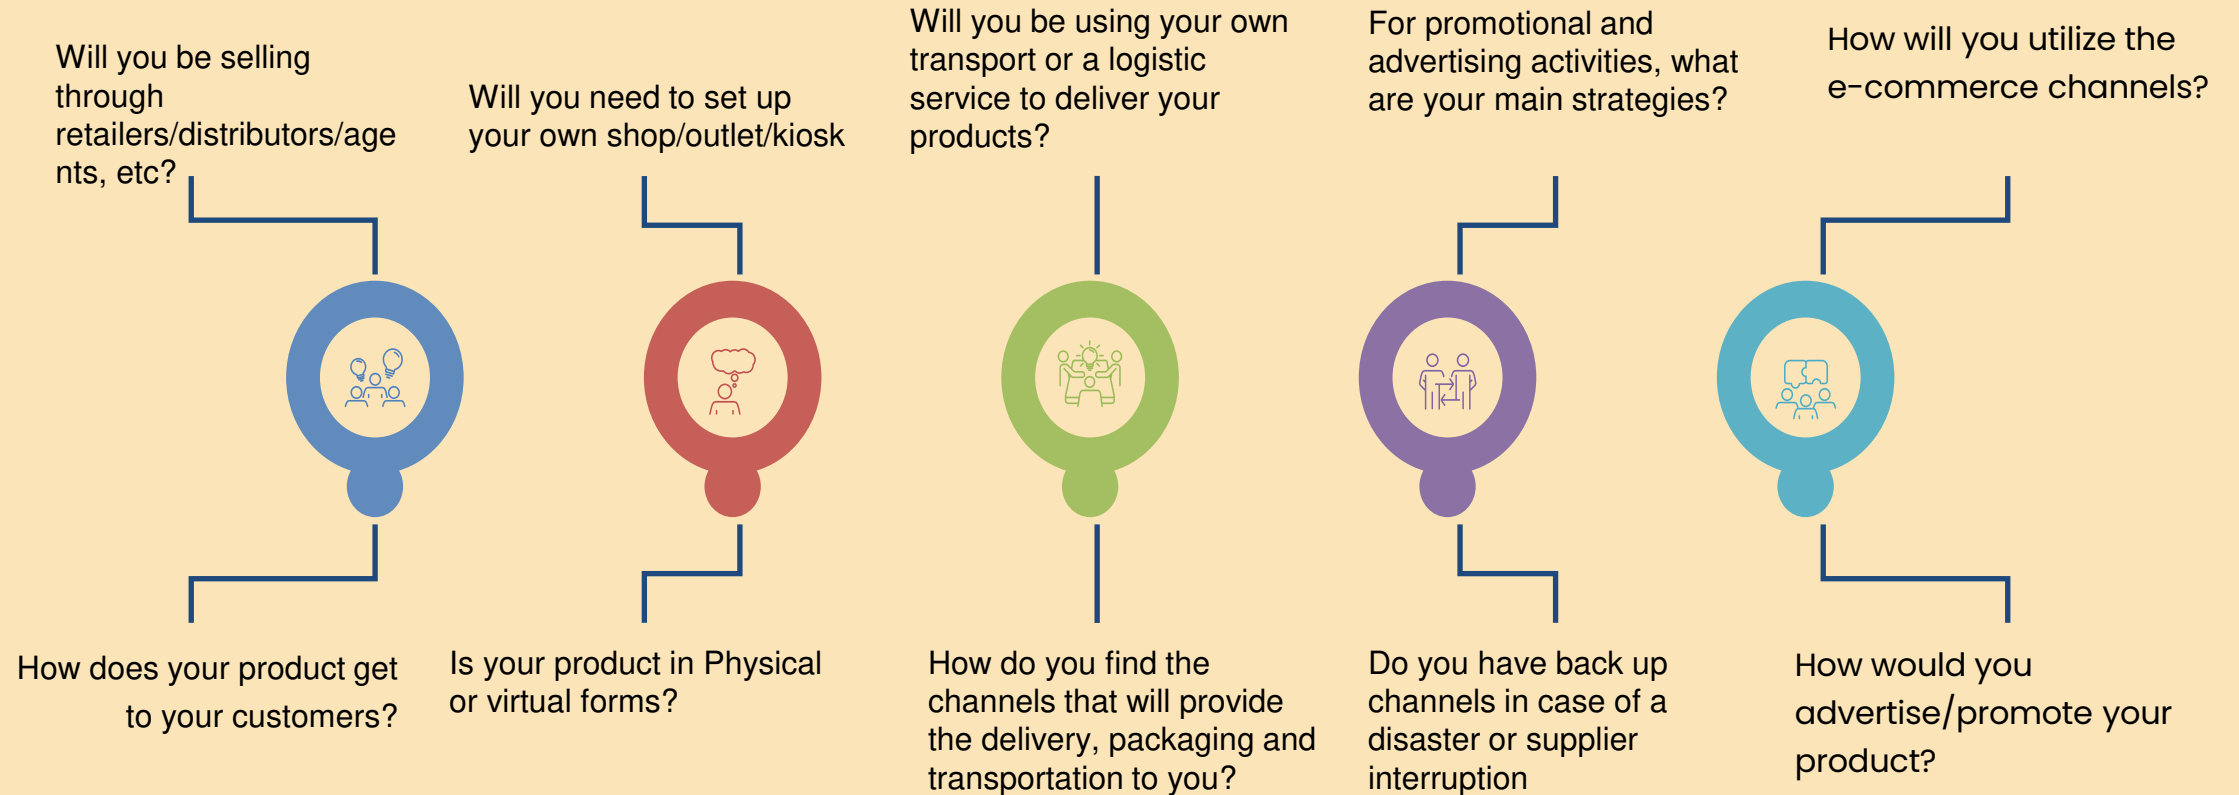 Will you be selling
through
retailers/distributors/age
nts, etc?
Will you need to set up
your own shop/outlet/kiosk
Will you be using your own
transport or a logistic
service to deliver your
products?
For promotional and
advertising activities, what
are your main strategies?
How will you utilize the
e-commerce channels?
How does your product get
to your customers?
Is your product in Physical
or virtual forms?
How do you find the
channels that will provide
the delivery, packaging and
transportation to you?
Do you have back up
channels in case of a
disaster or supplier
interruption
How would you
advertise/promote your
product?